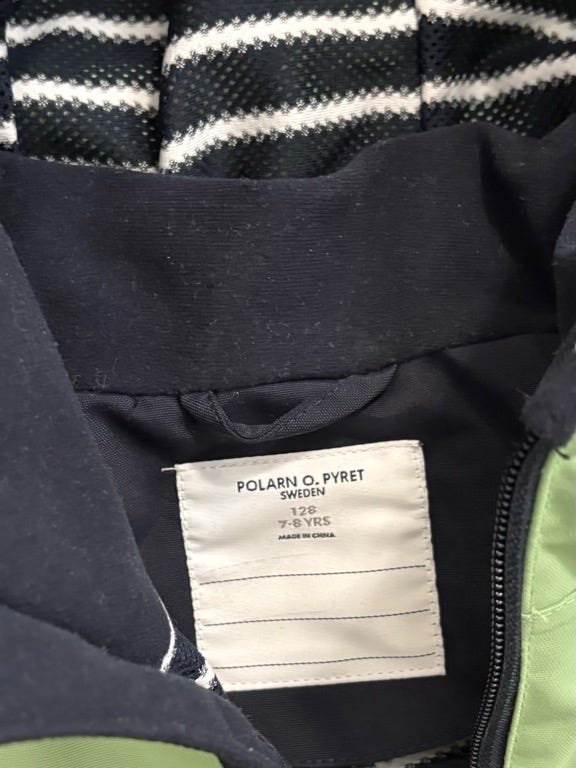 POLARN O. PYRET
SWEDEN
128
7-8 YRS
MADE IN CHINA